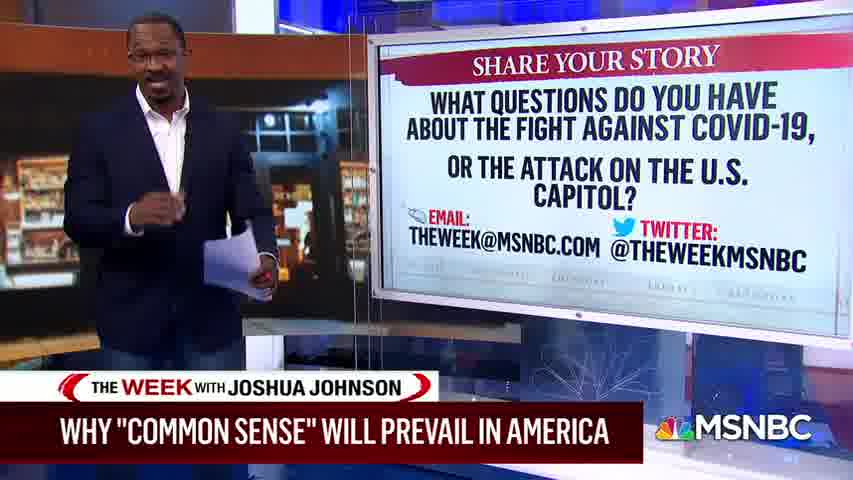 SHARE YOUR STORY
WHAT QUESTIONS DO YOU HAVE
ABOUT THE FIGHT AGAINST COVID-19,
OR THE ATTACK ON THE U.S.
CAPITOL?
EMAIL:
THEWEEK@MSNBC.COM
TWITTER:
@THEWEEKMSNBC
THE WEEK WITH JOSHUA JOHNSON
WHY "COMMON SENSE" WILL PREVAIL IN AMERICA
MSNBC